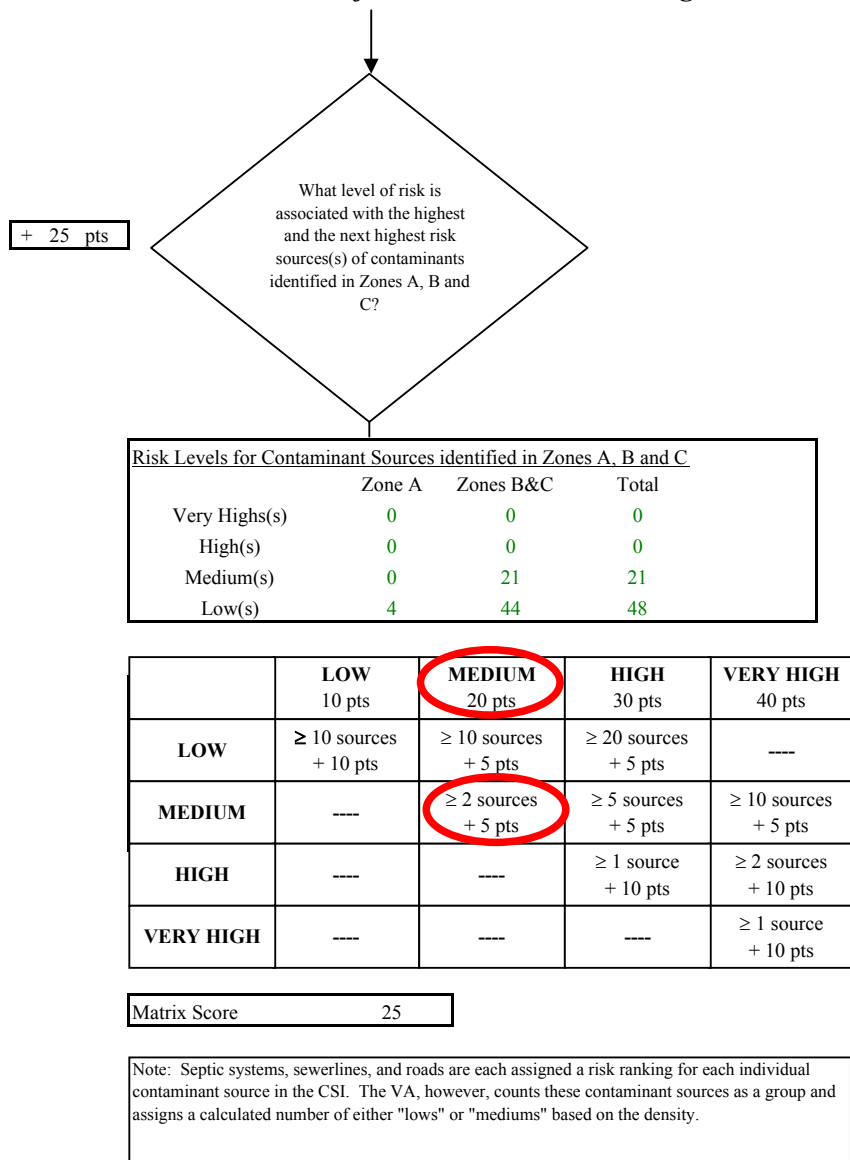 What level of risk is
associated with the highest
and the next highest risk
sources(s) of contaminants
identified in Zones A, B and
C?
+ 25 pts
Risk Levels for Contaminant Sources identified in Zones A, B and C
Zone A Zones B&C Total
Very Highs(s) 0 0 0
High(s) 0 0 0
Medium(s) 0 21 21
Low(s) 4 44 48
LOW MEDIUM HIGH VERY HIGH
10 pts 20 pts 30 pts 40 pts
LOW ≥ 10 sources ≥ 10 sources ≥ 20 sources ----
+ 10 pts + 5 pts + 5 pts
MEDIUM ---- ≥ 2 sources ≥ 5 sources ≥ 10 sources
+ 5 pts + 5 pts + 5 pts
HIGH ---- ---- ≥ 1 source ≥ 2 sources
+ 10 pts + 10 pts
VERY HIGH ---- ---- ---- ≥ 1 source
+ 10 pts
Matrix Score 25
Note: Septic systems, sewerlines, and roads are each assigned a risk ranking for each individual
contaminant source in the CSI. The VA, however, counts these contaminant sources as a group and
assigns a calculated number of either "lows" or "mediums" based on the density.